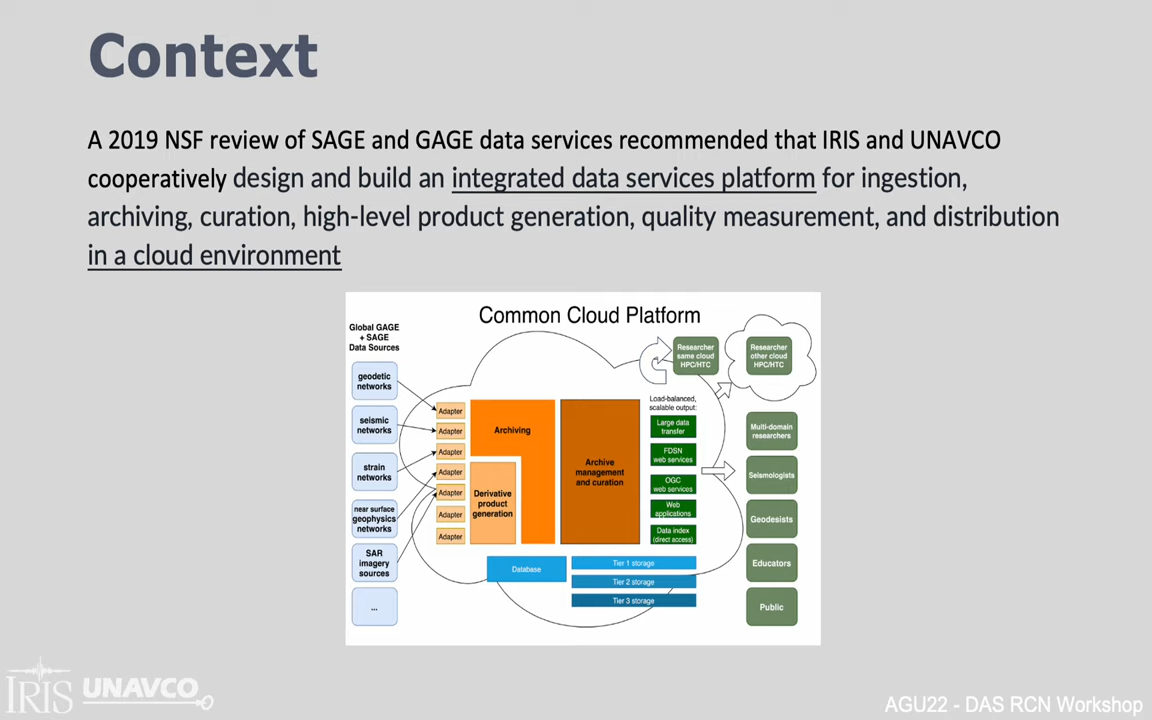 Context
A 2019 NSF review of SAGE and GAGE data services recommended that IRIS and UNAVCO
cooperatively design and build an integrated data services platform for ingestion,
archiving, curation, high-level product generation, quality measurement, and distribution
in a cloud environment
Common Cloud Platform
Global GAGE
+ SAGE
Data Sources
geodetic
networks
seismic
networks
strain
networks
near surface
geophysics
networks
SAR
imagery
sources
...
Adapter
Adapter
Adapter
Adapter
Adapter
Adapter
Adapter
Archiving
Derivative
product
generation
Archive
management
and curation
Load-balanced,
scalable output:
Large data
transfer
FDSN
web services
OGC
web services
Web
applications
Data index
(direct access)
Database
Tier 1 storage
Tier 2 storage
Tier 3 storage
Researcher
same cloud
HPC/HTC
Researcher
other cloud
HPC/HTC
Multi-domain
researchers
Seismologists
Geodesists
Educators
Public
IRIS UNAVCO
AGU22 - DAS RCN Workshop